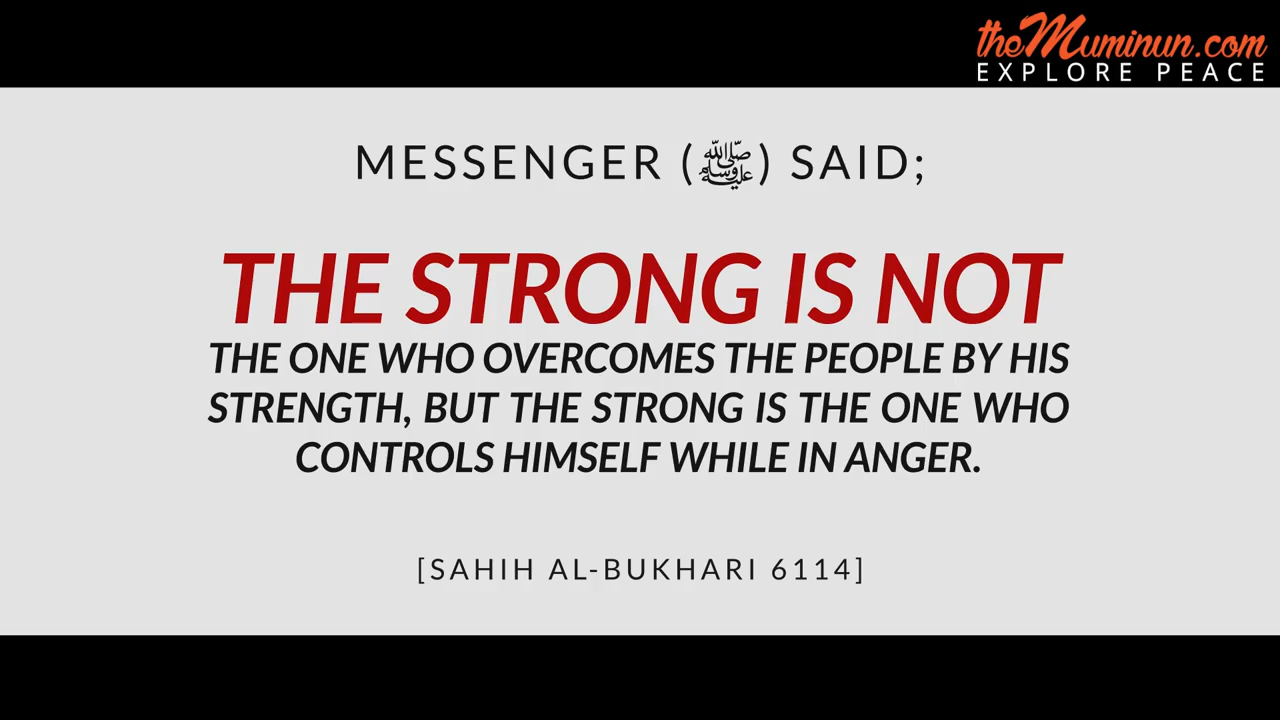 theMuminun.com
EXPLORE PEACE
MESSENGER (ﷺ) SAID;
THE STRONG IS NOT
THE ONE WHO OVERCOMES THE PEOPLE BY HIS
STRENGTH, BUT THE STRONG IS THE ONE WHO
CONTROLS HIMSELF WHILE IN ANGER.
[SAHIH AL-BUKHARI 6114]